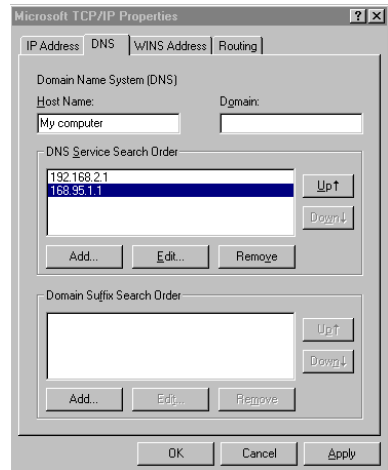 Microsoft TCP/IP Properties
? ×
IP Address DNS WINS Address Routing
Domain Name System (DNS)
Host Name: Domain:
My computer
DNS Service Search Order
192.168.2.1
168.95.1.1
Up↑
Down↓
Add... Edit... Remove
Domain Suffix Search Order
Up↑
Down↓
Add... Edit... Remove
OK Cancel Apply